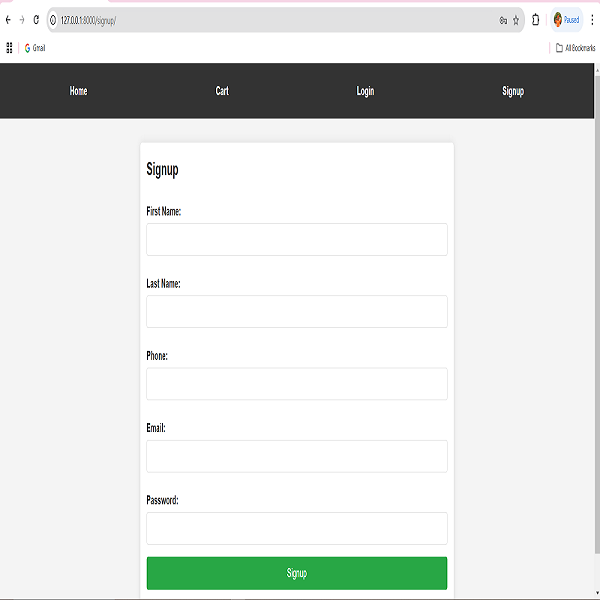 127.0.0.1:8000/signup/
Paused
Gmail
All Bookmarks
Home Cart Login Signup
Signup
First Name:
Last Name:
Phone:
Email:
Password:
Signup